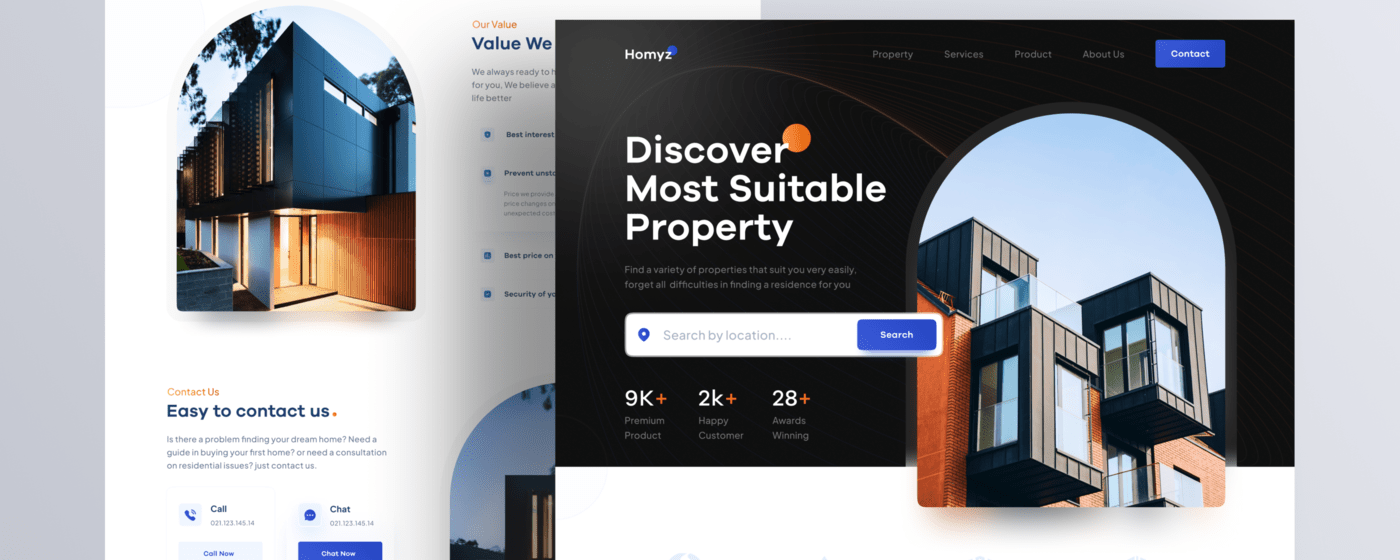 Our Value
Value We
We always ready to h
for you, We believe a
life better
Best interest
Prevent unsta
Price we provide
price changes on
unexpected cost
Best price on
Security of yo
Contact Us
Easy to contact us.
Is there a problem finding your dream home? Need a
guide in buying your first home? or need a consultation
on residential issues? just contact us.
Call
021.123.145.14
Call Now
Chat
021.123.145.14
Chat Now
Homyz
Property
Services
Product
About Us
Contact
Discover
Most Suitable
Property
Find a variety of properties that suit you very easily,
forget all difficulties in finding a residence for you
Search by location....
Search
9K+
Premium
Product
2k+
Happy
Customer
28+
Awards
Winning